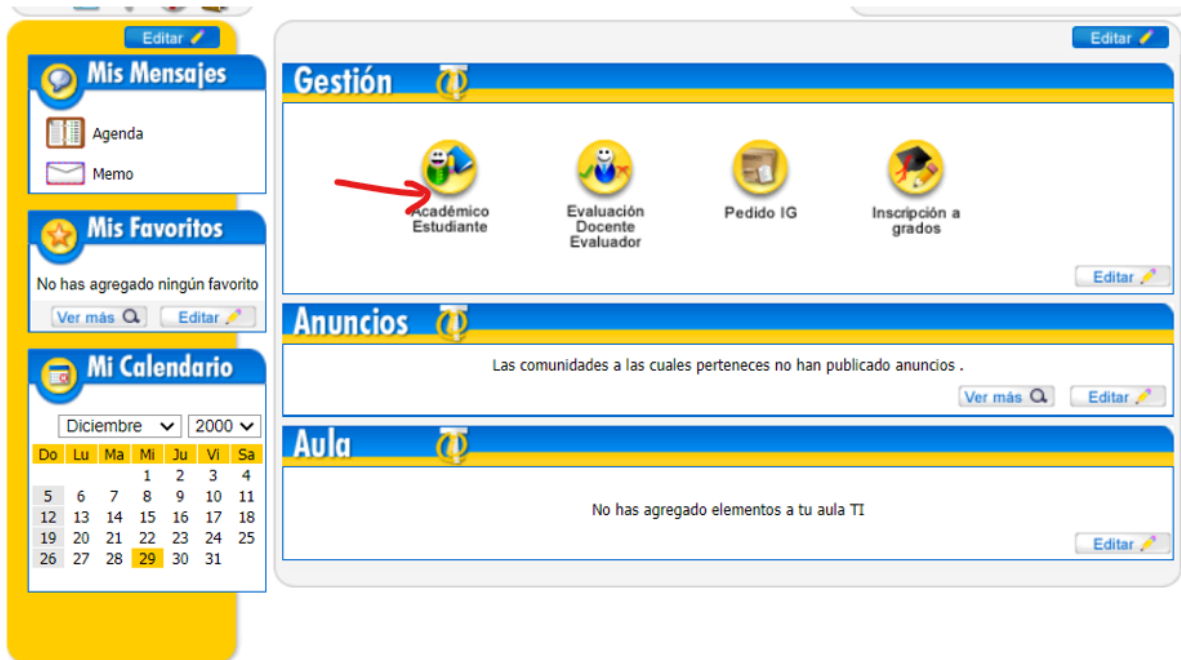 Editar
Mis Mensajes
Agenda
Memo
Mis Favoritos
No has agregado ningún favorito
Ver más
Editar
Mi Calendario
Diciembre 2000
Do Lu Ma Mi Ju Vi Sa
1 2 3 4
5 6 7 8 9 10 11
12 13 14 15 16 17 18
19 20 21 22 23 24 25
26 27 28 29 30 31
Editar
Gestión
Académico
Estudiante
Evaluación
Docente
Evaluador
Pedido IG
Inscripción a
grados
Editar
Anuncios
Las comunidades a las cuales perteneces no han publicado anuncios .
Ver más
Editar
Aula
No has agregado elementos a tu aula TI
Editar